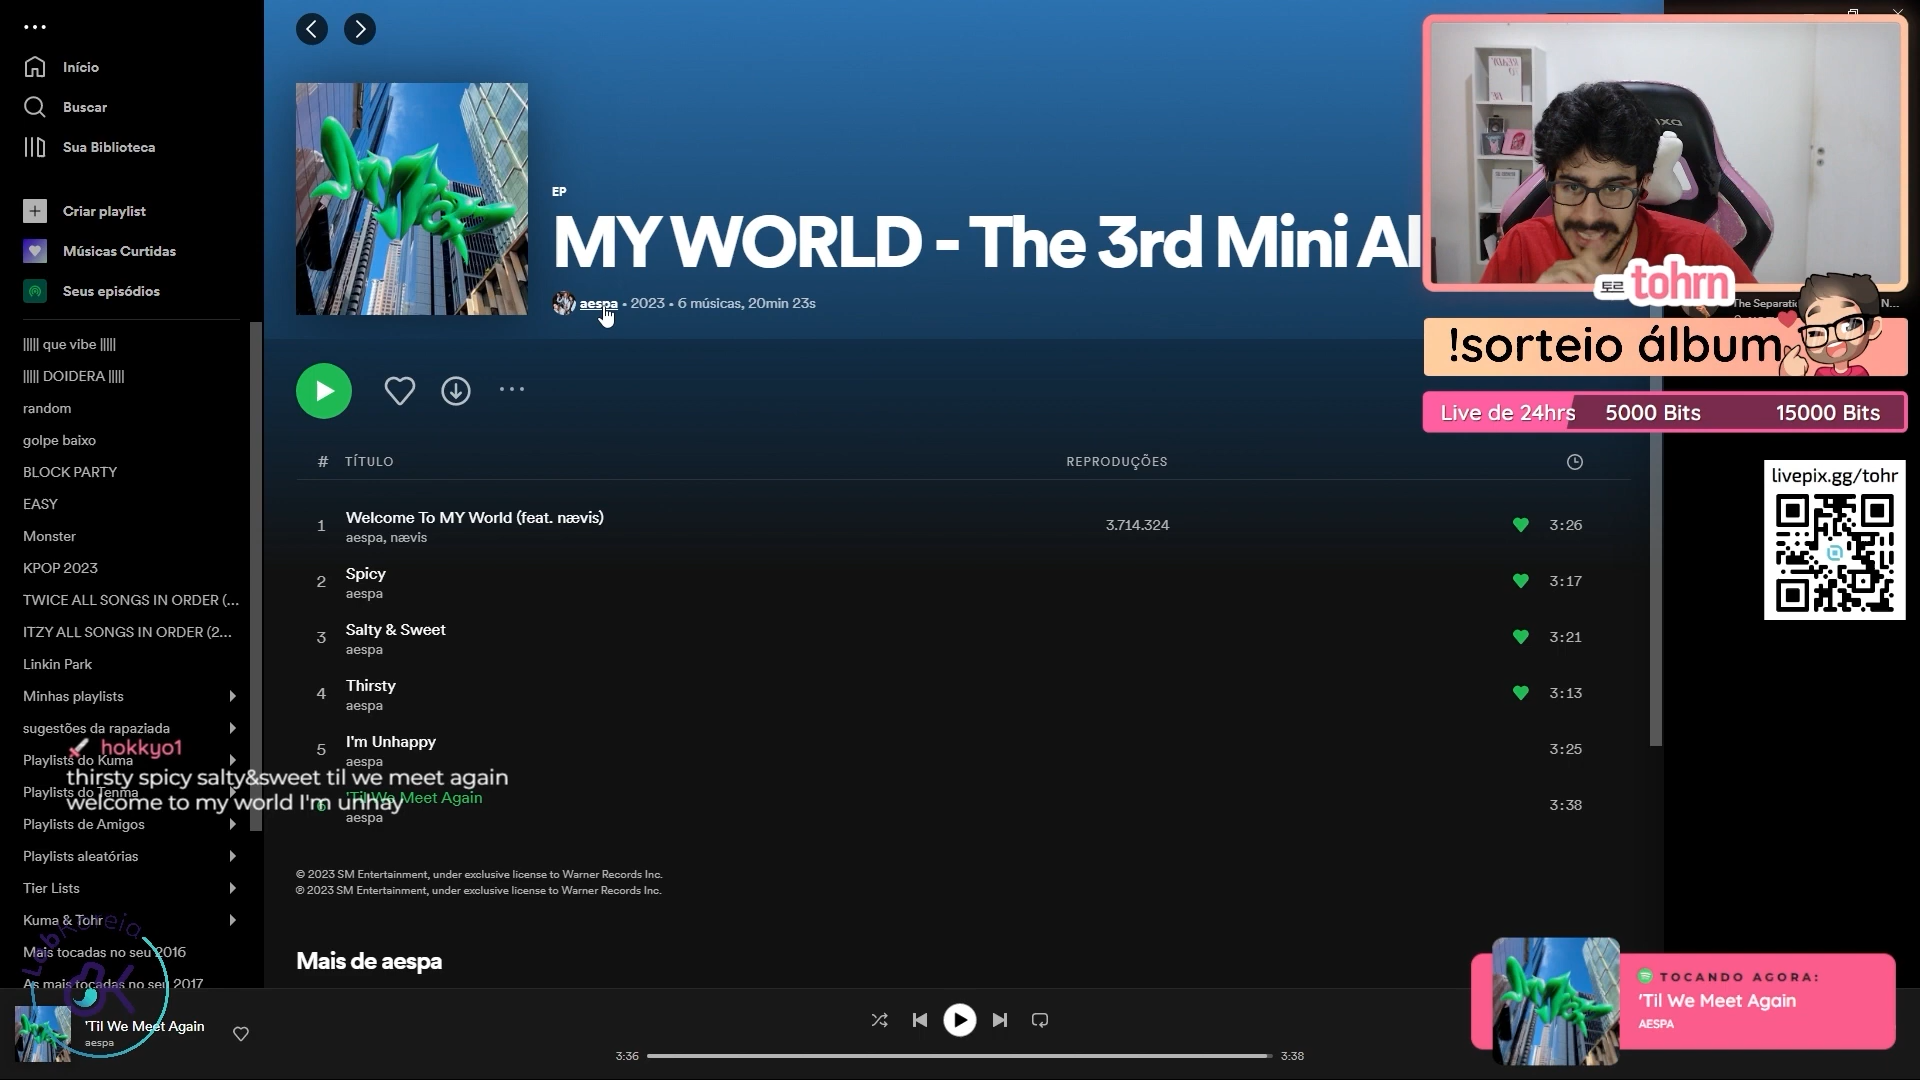 Início
Buscar
Sua Biblioteca
Criar playlist
Músicas Curtidas
Seus episódios
||||| que vibe |||||
||||| DOIDERA |||||
random
golpe baixo
BLOCK PARTY
EASY
Monster
KPOP 2023
TWICE ALL SONGS IN ORDER (...
ITZY ALL SONGS IN ORDER (2...
Linkin Park
Minhas playlists
sugestões da rapaziada
Playlists do Kuma
Playlists do Tenma
Playlists de Amigos
Playlists aleatórias
Tier Lists
Kuma & Tohr
Mais tocadas no seu 2016
As mais tocadas no seu 2017
hokkyo1
thirsty spicy salty&sweet til we meet again
welcome to my world I'm unhay
EP
MY WORLD - The 3rd Mini Al
aespa • 2023 • 6 músicas, 20min 23s
# TÍTULO REPRODUÇÕES
1 Welcome To MY World (feat. nævis) 3.714.324 3:26
aespa, nævis
2 Spicy 3:17
aespa
3 Salty & Sweet 3:21
aespa
4 Thirsty 3:13
aespa
5 I'm Unhappy 3:25
aespa
6 'Til We Meet Again 3:38
aespa
© 2023 SM Entertainment, under exclusive license to Warner Records Inc.
℗ 2023 SM Entertainment, under exclusive license to Warner Records Inc.
Mais de aespa
토르 tohrn
The Separati
N...
!sorteio álbum
Live de 24hrs 5000 Bits 15000 Bits
livepix.gg/tohr
LabKoreia
'Til We Meet Again
aespa
3:36 3:38
TOCANDO AGORA:
'Til We Meet Again
AESPA